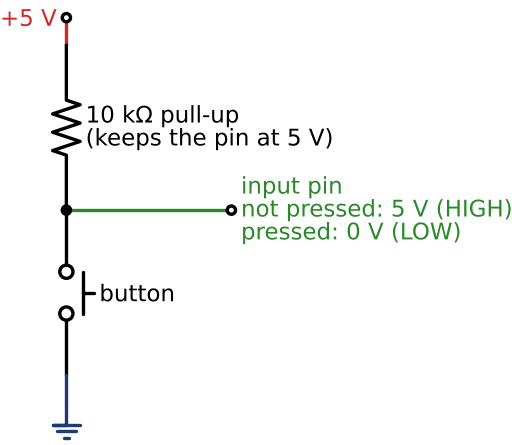 +5 V
10 kΩ pull-up
(keeps the pin at 5 V)
input pin
not pressed: 5 V (HIGH)
pressed: 0 V (LOW)
button